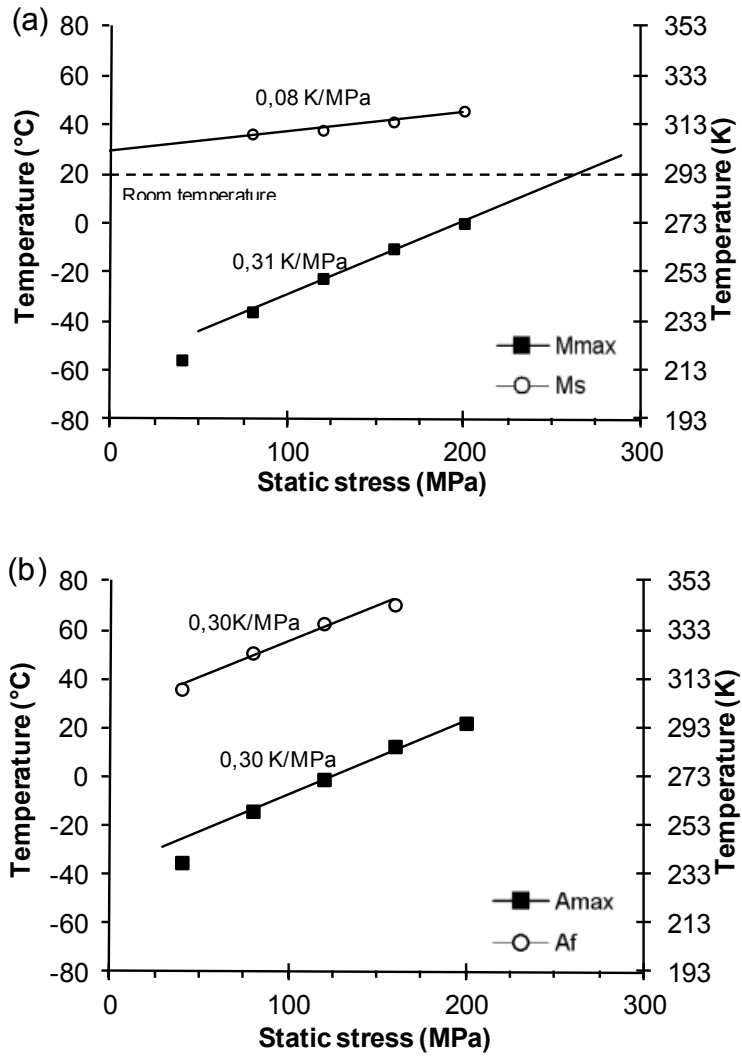 (a)
80
60
40
20
0
-20
-40
-60
-80
Temperature (°C)
0,08 K/MPa
Room temperature
0,31 K/MPa
Mmax
Ms
353
333
313
293
273
253
233
213
193
Temperature (K)
0 100 200 300
Static stress (MPa)
(b)
80
60
40
20
0
-20
-40
-60
-80
Temperature (°C)
0,30K/MPa
0,30 K/MPa
Amax
Af
353
333
313
293
273
253
233
213
193
Temperature (K)
0 100 200 300
Static stress (MPa)